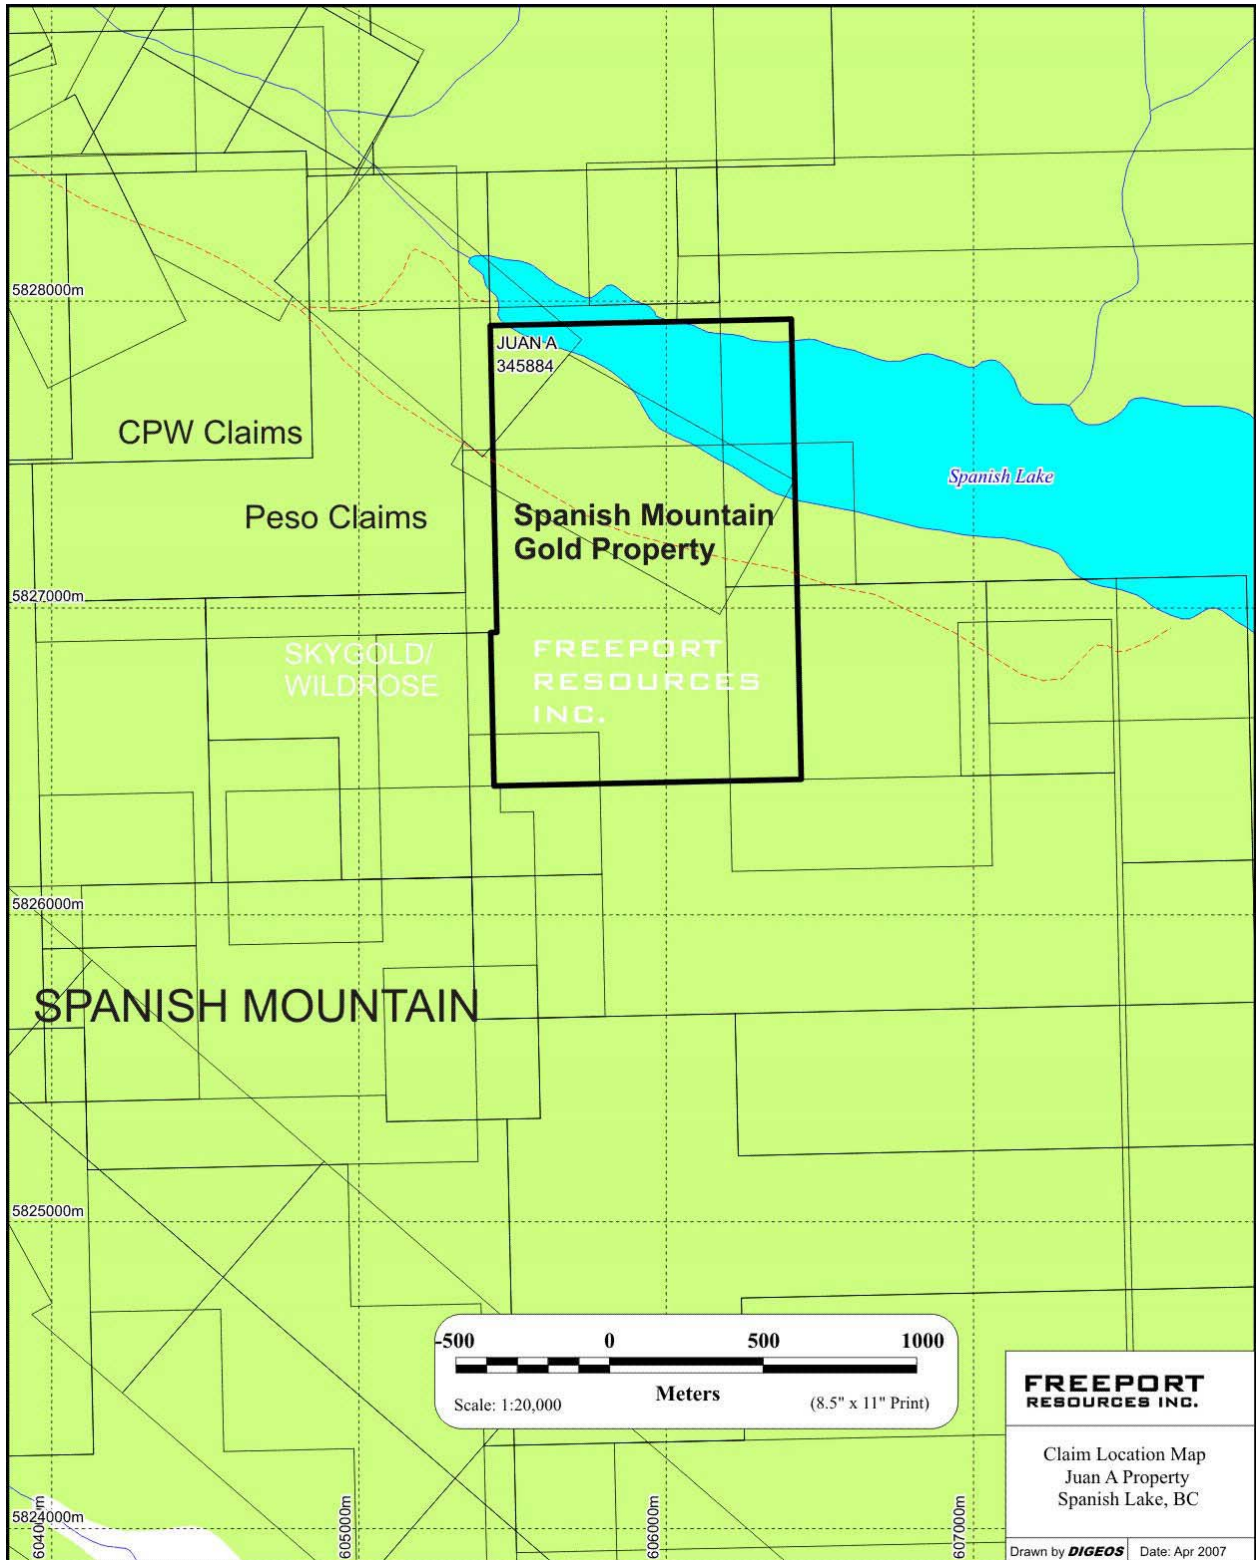 5828000m
JUAN A
345884
CPW Claims
Spanish Lake
Peso Claims
Spanish Mountain
Gold Property
5827000m
SKYGOLD/
WILDROSE
FREEPORT
RESOURCES
INC.
5826000m
SPANISH MOUNTAIN
5825000m
-500 0 500 1000
Meters
Scale: 1:20,000
(8.5" x 11" Print)
FREEPORT
RESOURCES INC.
Claim Location Map
Juan A Property
Spanish Lake, BC
5824000m
604000m
605000m
606000m
607000m
Drawn by DIGEOS
Date: Apr 2007